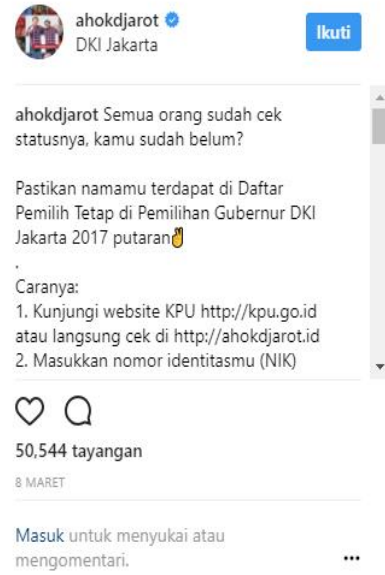 ahokdjarot
DKI Jakarta
Ikuti
ahokdjarot Semua orang sudah cek
statusnya, kamu sudah belum?
Pastikan namamu terdapat di Daftar
Pemilih Tetap di Pemilihan Gubernur DKI
Jakarta 2017 putaran✌
.
Caranya:
1. Kunjungi website KPU http://kpu.go.id
atau langsung cek di http://ahokdjarot.id
2. Masukkan nomor identitasmu (NIK)
50,544 tayangan
8 MARET
Masuk untuk menyukai atau
mengomentari.